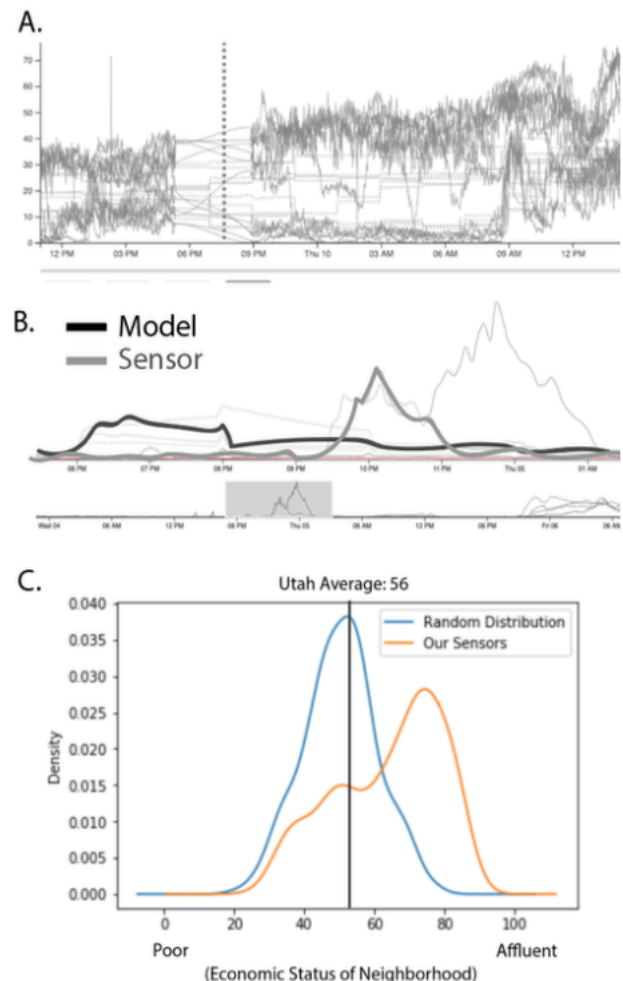 A.
70
60
50
40
30
20
10
0
12 PM 03 PM 06 PM 09 PM Thu 10 03 AM 06 AM 09 AM 12 PM
B.
Model
Sensor
06 PM 07 PM 08 PM 09 PM 10 PM 11 PM Thu 05 01 AM
Wed 04 06 AM 12 PM 06 PM Thu 05 06 AM 12 PM 06 PM Fri 06 06 AM
C.
Utah Average: 56
0.040
0.035
0.030
0.025
0.020
0.015
0.010
0.005
0.000
Density
Random Distribution
Our Sensors
0 20 40 60 80 100
Poor Affluent
(Economic Status of Neighborhood)